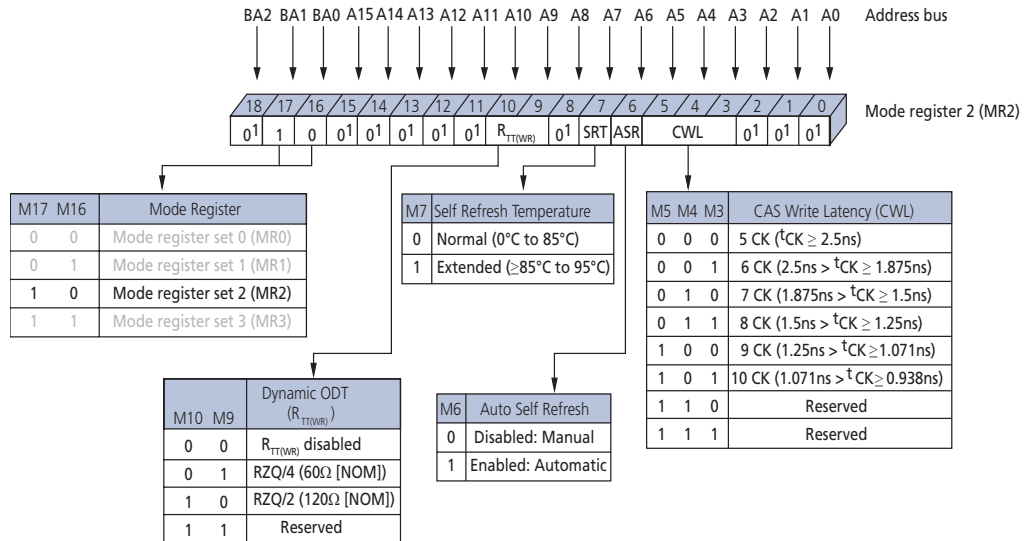 BA2 BA1 BA0 A15 A14 A13 A12 A11 A10 A9 A8 A7 A6 A5 A4 A3 A2 A1 A0 Address bus
18 17 16 15 14 13 12 11 10 9 8 7 6 5 4 3 2 1 0
Mode register 2 (MR2)
0¹ 1 0 0¹ 0¹ 0¹ 0¹ 0¹ R_TT(WR) 0¹ SRT ASR CWL 0¹ 0¹ 0¹
M17 M16 Mode Register
0 0 Mode register set 0 (MR0)
0 1 Mode register set 1 (MR1)
1 0 Mode register set 2 (MR2)
1 1 Mode register set 3 (MR3)
M7 Self Refresh Temperature
0 Normal (0°C to 85°C)
1 Extended (≥85°C to 95°C)
M5 M4 M3 CAS Write Latency (CWL)
0 0 0 5 CK (ᵗCK ≥ 2.5ns)
0 0 1 6 CK (2.5ns > ᵗCK ≥ 1.875ns)
0 1 0 7 CK (1.875ns > ᵗCK ≥ 1.5ns)
0 1 1 8 CK (1.5ns > ᵗCK ≥ 1.25ns)
1 0 0 9 CK (1.25ns > ᵗCK ≥1.071ns)
1 0 1 10 CK (1.071ns > ᵗCK≥ 0.938ns)
1 1 0 Reserved
1 1 1 Reserved
M10 M9 Dynamic ODT
(R_TT(WR))
0 0 R_TT(WR) disabled
0 1 RZQ/4 (60Ω [NOM])
1 0 RZQ/2 (120Ω [NOM])
1 1 Reserved
M6 Auto Self Refresh
0 Disabled: Manual
1 Enabled: Automatic